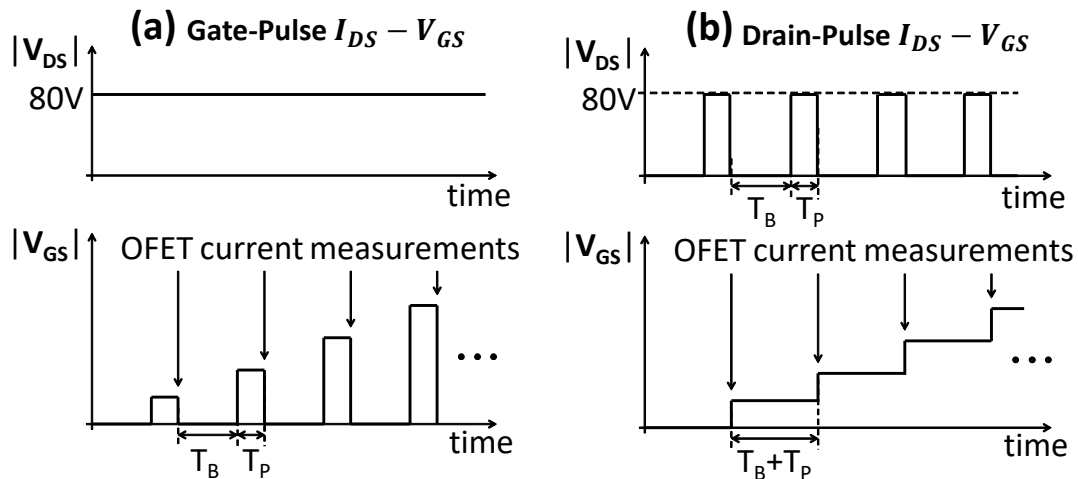 (a) Gate-Pulse I_DS − V_GS
|V_DS|
80V
time
|V_GS|
OFET current measurements
• • •
T_B
T_P
time
(b) Drain-Pulse I_DS − V_GS
|V_DS|
80V
time
T_B
T_P
|V_GS|
OFET current measurements
• • •
time
T_B+T_P